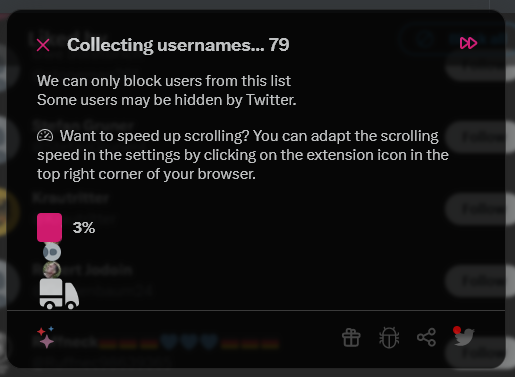 Collecting usernames... 79
We can only block users from this list
Some users may be hidden by Twitter.
Want to speed up scrolling? You can adapt the scrolling
speed in the settings by clicking on the extension icon in the
top right corner of your browser.
3%